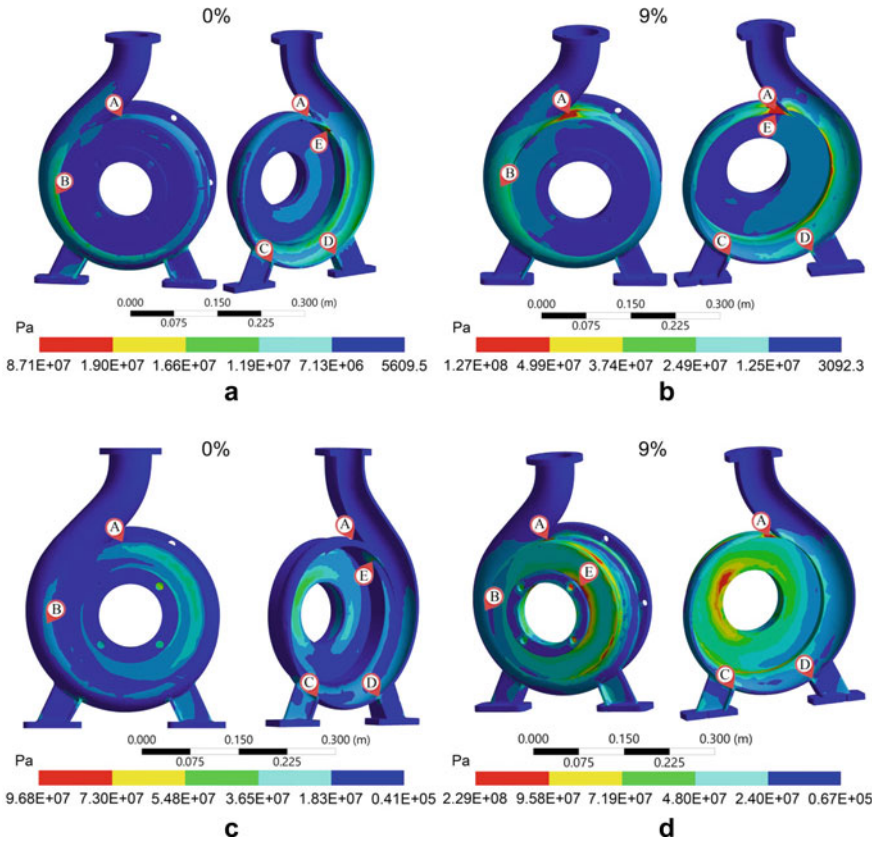 0%
A
A
B
E
C
D
0.000 0.150 0.300 (m)
0.075 0.225
Pa
8.71E+07 1.90E+07 1.66E+07 1.19E+07 7.13E+06 5609.5
a
9%
A
A
E
B
C
D
0.000 0.150 0.300 (m)
0.075 0.225
Pa
1.27E+08 4.99E+07 3.74E+07 2.49E+07 1.25E+07 3092.3
b
0%
A
A
E
B
C
D
0.000 0.150 0.300 (m)
0.075 0.225
Pa
9.68E+07 7.30E+07 5.48E+07 3.65E+07 1.83E+07 0.41E+05
c
9%
A
A
E
B
C
D
0.000 0.150 0.300 (m)
0.075 0.225
Pa
2.29E+08 9.58E+07 7.19E+07 4.80E+07 2.40E+07 0.67E+05
d